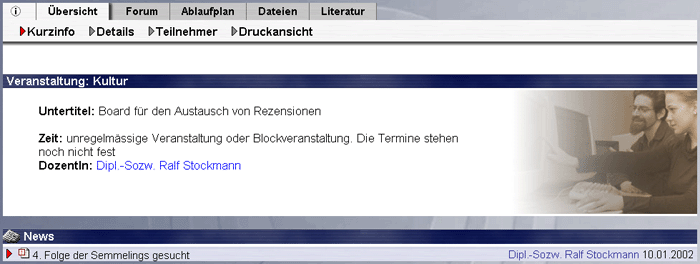 Übersicht Forum Ablaufplan Dateien Literatur
Kurzinfo Details Teilnehmer Druckansicht
Veranstaltung: Kultur
Untertitel: Board für den Austausch von Rezensionen
Zeit: unregelmässige Veranstaltung oder Blockveranstaltung. Die Termine stehen
noch nicht fest
DozentIn: Dipl.-Sozw. Ralf Stockmann
News
4. Folge der Semmelings gesucht Dipl.-Sozw. Ralf Stockmann 10.01.2002